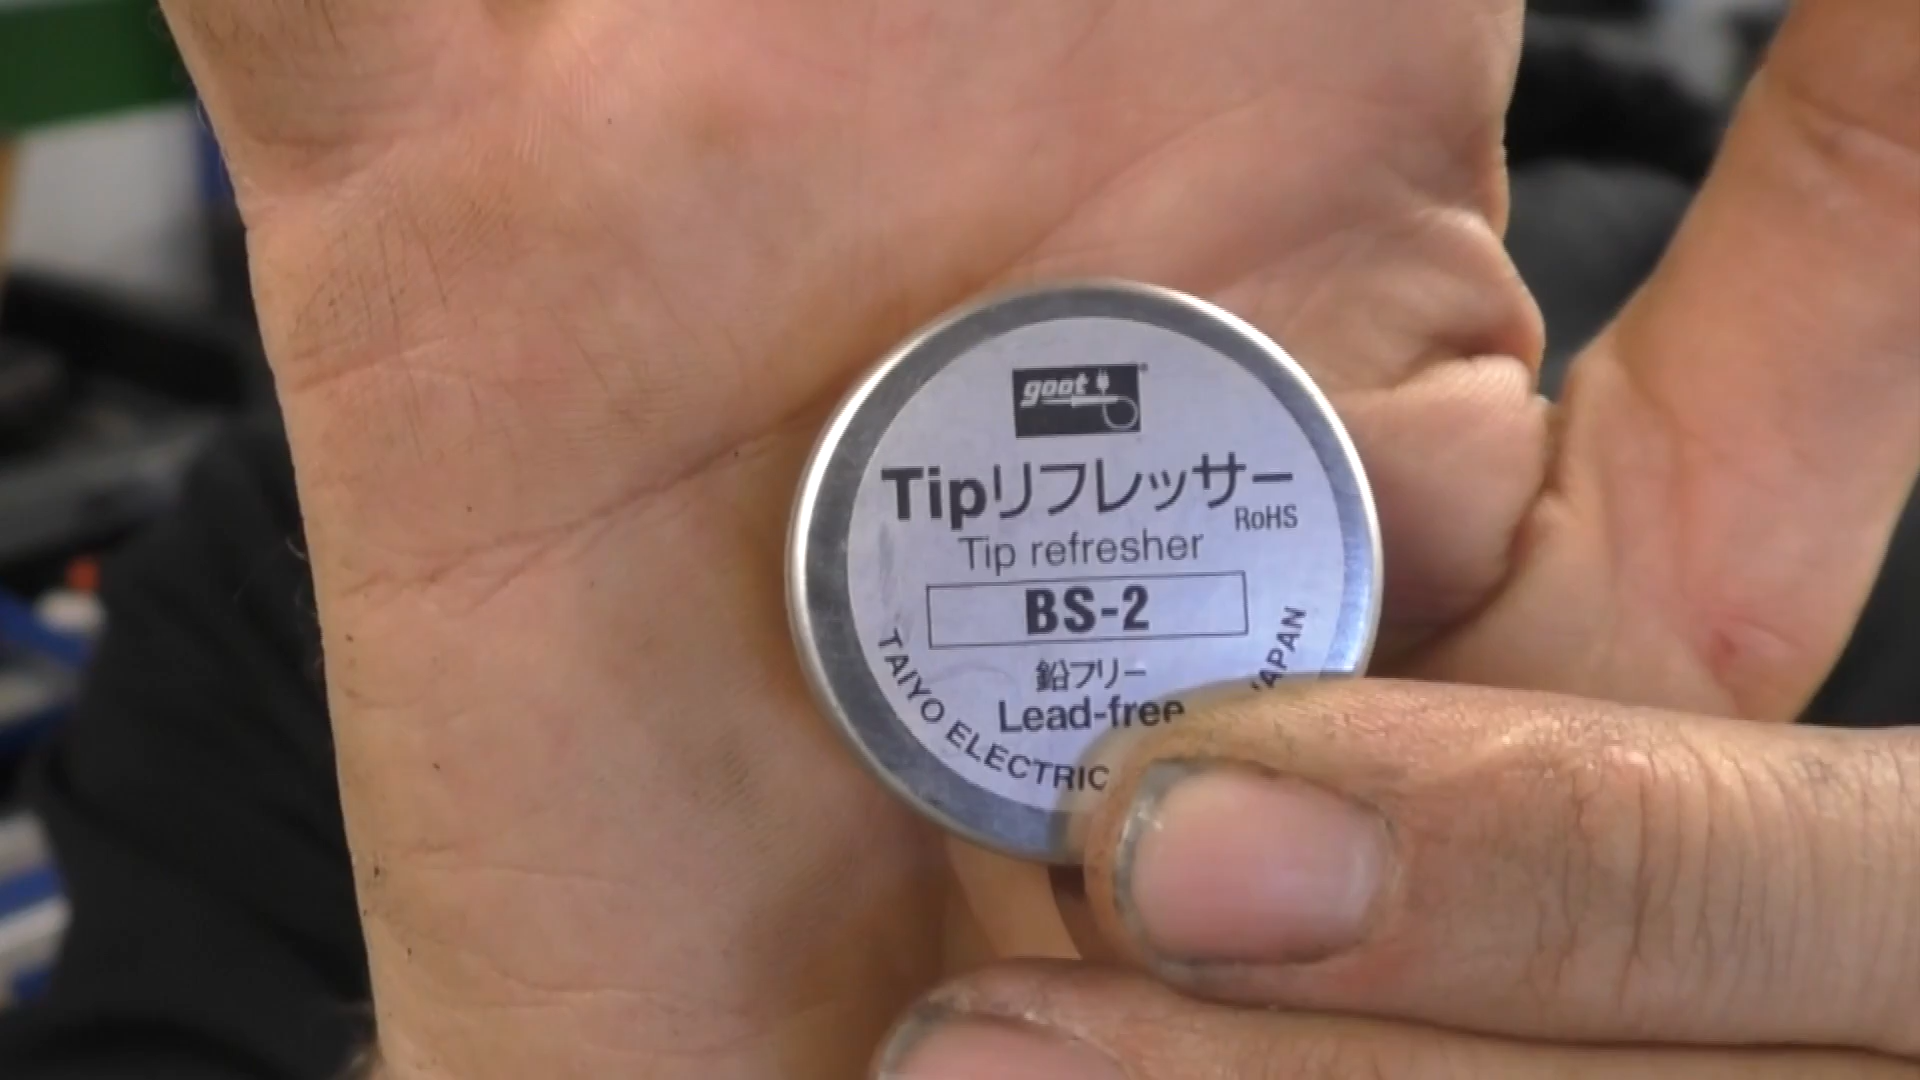 goot
Tipリフレッサー
RoHS
Tip refresher
BS-2
鉛フリー
Lead-free
TAIYO ELECTRIC